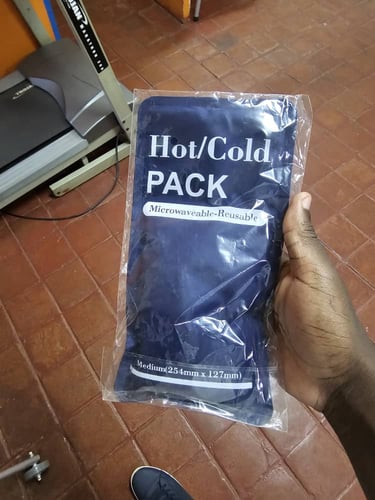 Hot/Cold
PACK
Microwaveable-Reusable
Medium(254mm x 127mm)